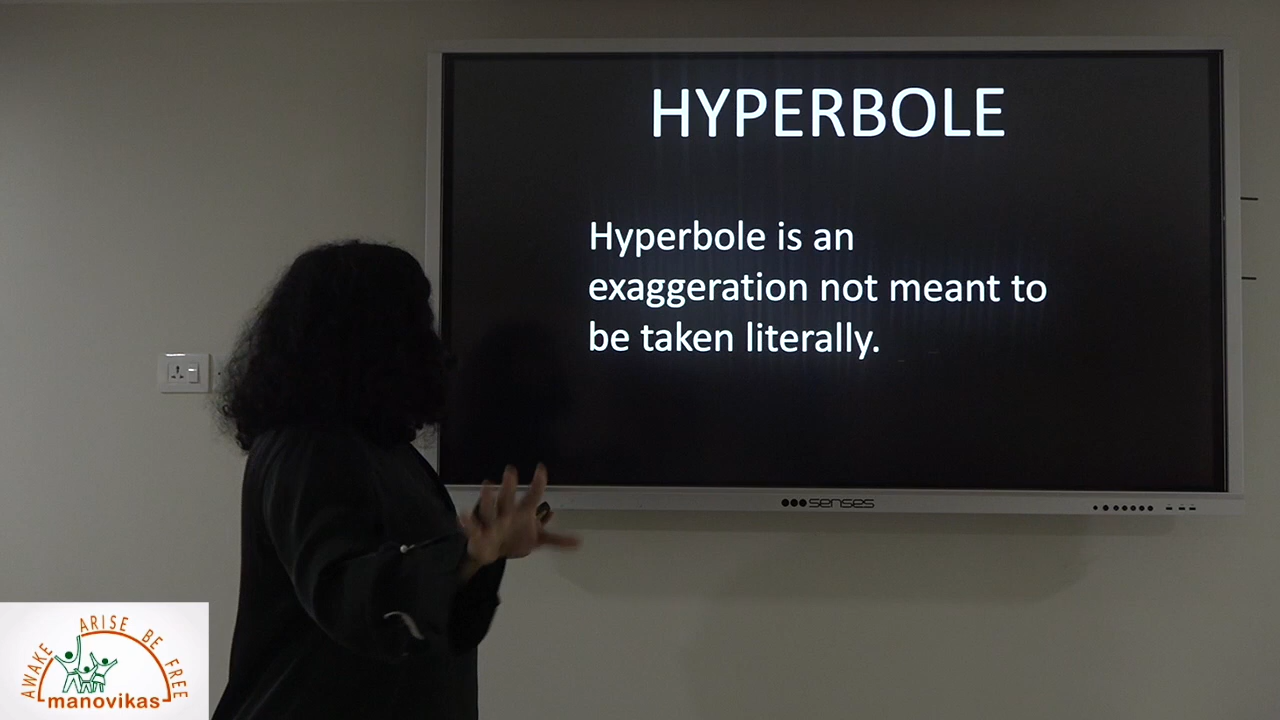 HYPERBOLE
Hyperbole is an
exaggeration not meant to
be taken literally.
senses
AWAKE ARISE BE FREE
manovikas